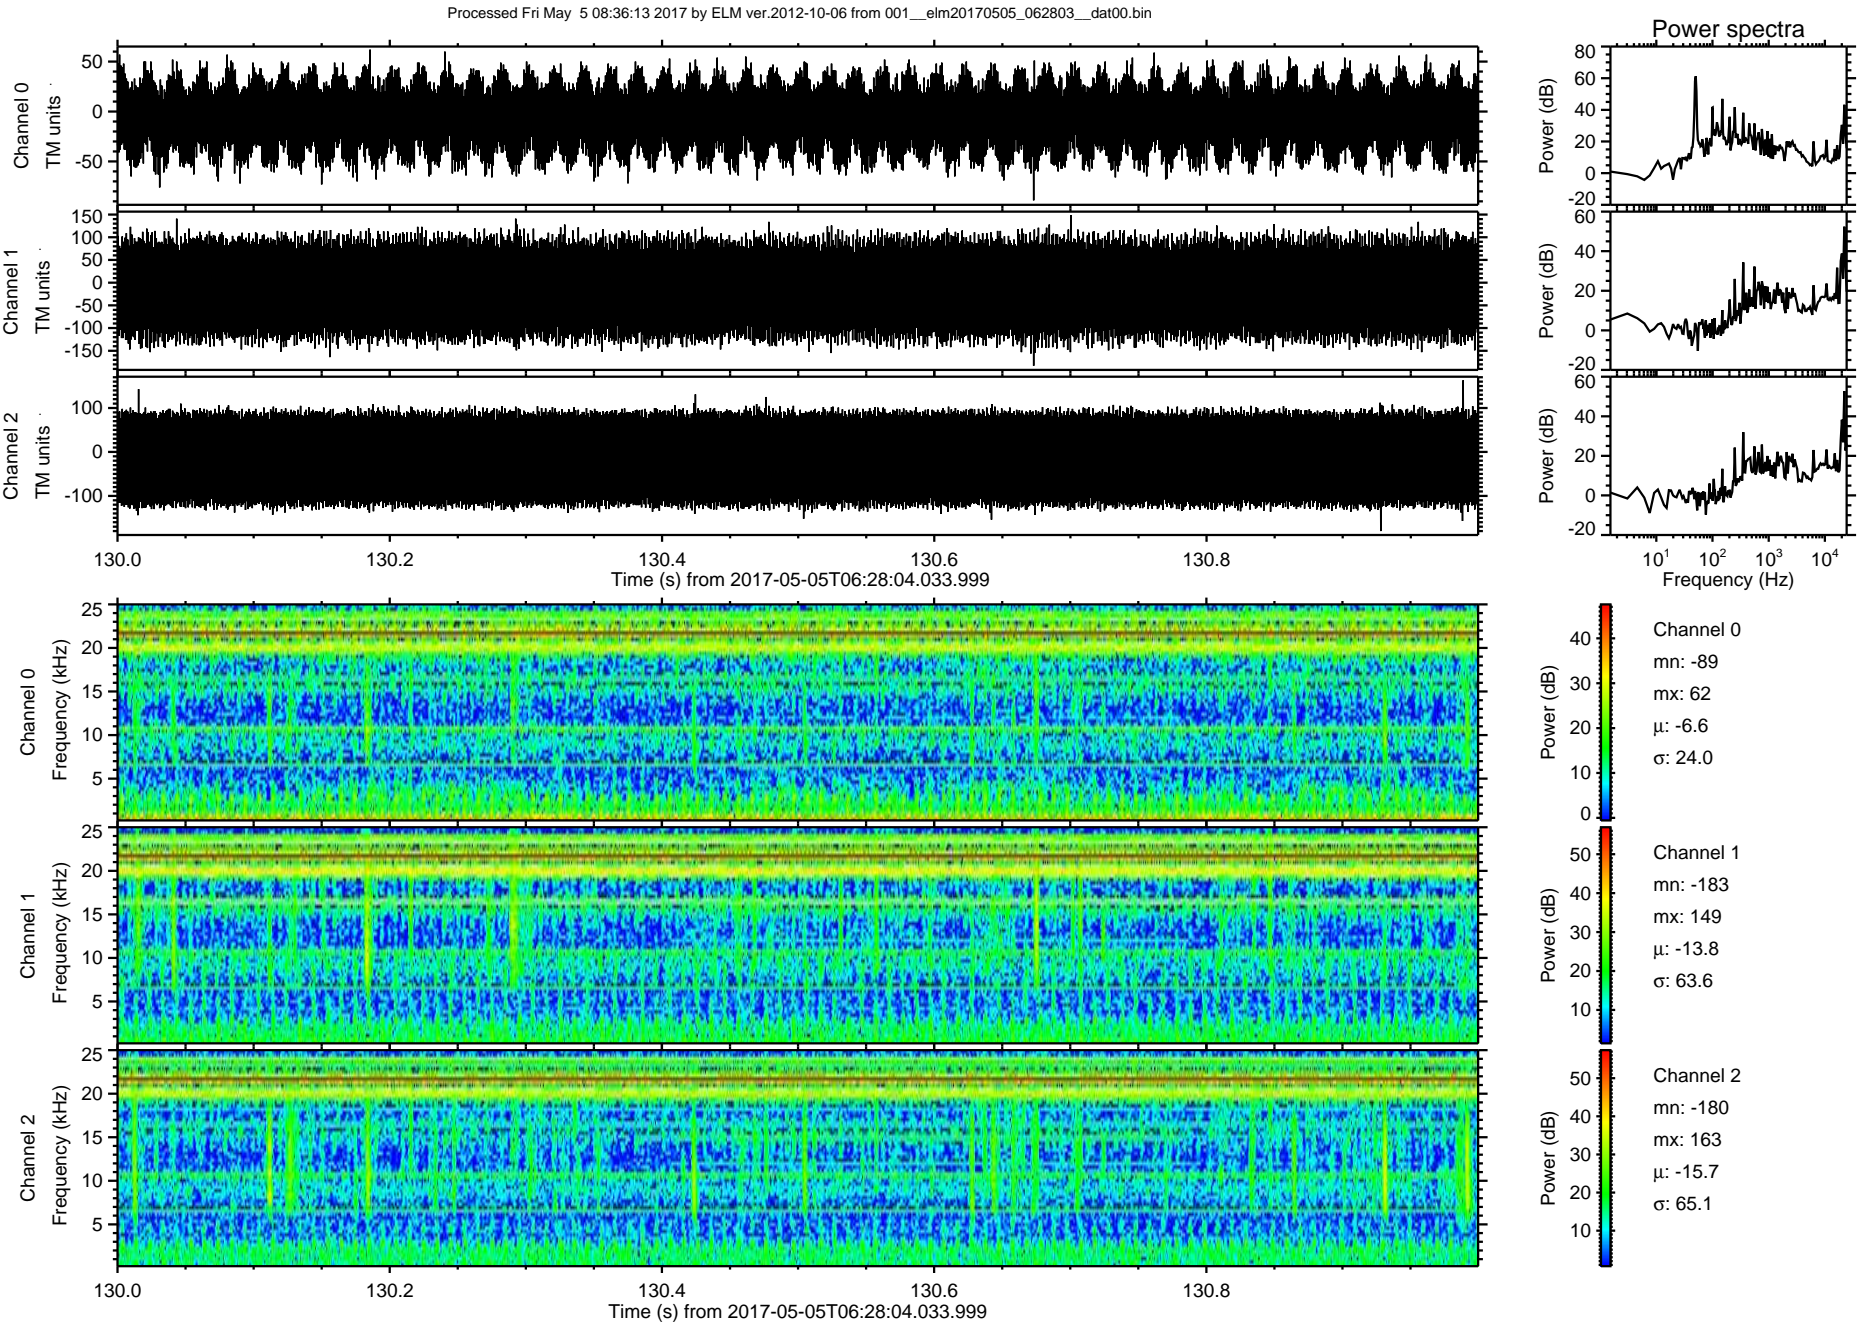 Processed Fri May  5 08:36:13 2017 by ELM ver.2012-10-06 from 001__elm20170505_062803__dat00.bin
Power spectra
Channel 0
TM units
50
0
-50
Power (dB)
80
60
40
20
0
-20
Channel 1
TM units
150
100
50
0
-50
-100
-150
Power (dB)
60
40
20
0
-20
Channel 2
TM units
100
0
-100
Power (dB)
60
40
20
0
-20
130.0 130.2 130.4 130.6 130.8
Time (s) from 2017-05-05T06:28:04.033.999
10^1 10^2 10^3 10^4
Frequency (Hz)
Channel 0
Frequency (kHz)
25
20
15
10
5
Power (dB)
40
30
20
10
0
Channel 0
mn: -89
mx: 62
μ: -6.6
σ: 24.0
Channel 1
Frequency (kHz)
25
20
15
10
5
Power (dB)
50
40
30
20
10
Channel 1
mn: -183
mx: 149
μ: -13.8
σ: 63.6
Channel 2
Frequency (kHz)
25
20
15
10
5
Power (dB)
50
40
30
20
10
Channel 2
mn: -180
mx: 163
μ: -15.7
σ: 65.1
130.0 130.2 130.4 130.6 130.8
Time (s) from 2017-05-05T06:28:04.033.999